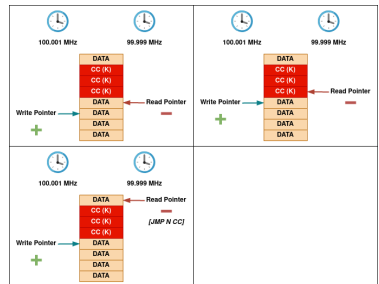 100.001 MHz 99.999 MHz
DATA
CC (K)
CC (K)
CC (K)
DATA Read Pointer
Write Pointer DATA
DATA
DATA
100.001 MHz 99.999 MHz
DATA
CC (K)
CC (K)
CC (K) Read Pointer
Write Pointer DATA
DATA
DATA
DATA
100.001 MHz 99.999 MHz
DATA Read Pointer
CC (K)
CC (K) [JMP N CC]
CC (K)
Write Pointer DATA
DATA
DATA
DATA